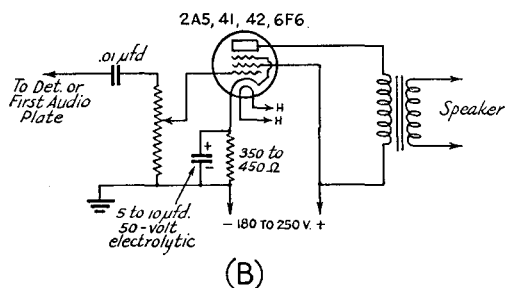 2A5, 41, 42, 6F6
.01 μfd
To Det. or
First Audio
Plate
H
H
Speaker
+
-
350 to
450Ω
5 to 10 μfd.
50-volt
electrolytic
- 180 TO 250 V. +
(B)